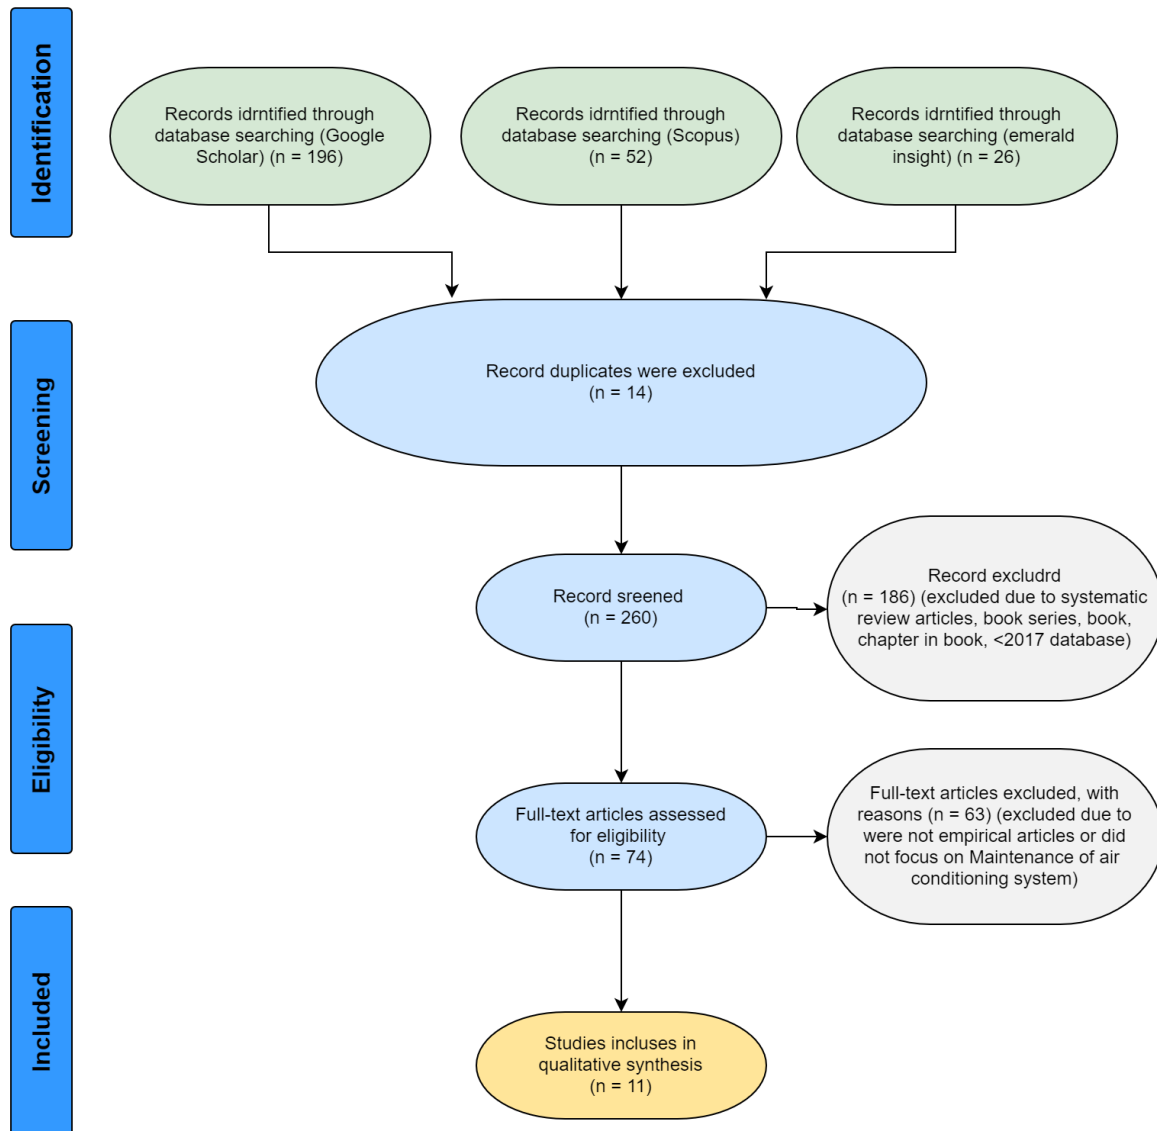 Identification
Records idrntified through
database searching (Google
Scholar) (n = 196)
Records idrntified through
database searching (Scopus)
(n = 52)
Records idrntified through
database searching (emerald
insight) (n = 26)
Screening
Record duplicates were excluded
(n = 14)
Record sreened
(n = 260)
Record excludrd
(n = 186) (excluded due to systematic
review articles, book series, book,
chapter in book, <2017 database)
Eligibility
Full-text articles assessed
for eligibility
(n = 74)
Full-text articles excluded, with
reasons (n = 63) (excluded due to
were not empirical articles or did
not focus on Maintenance of air
conditioning system)
Included
Studies incluses in
qualitative synthesis
(n = 11)